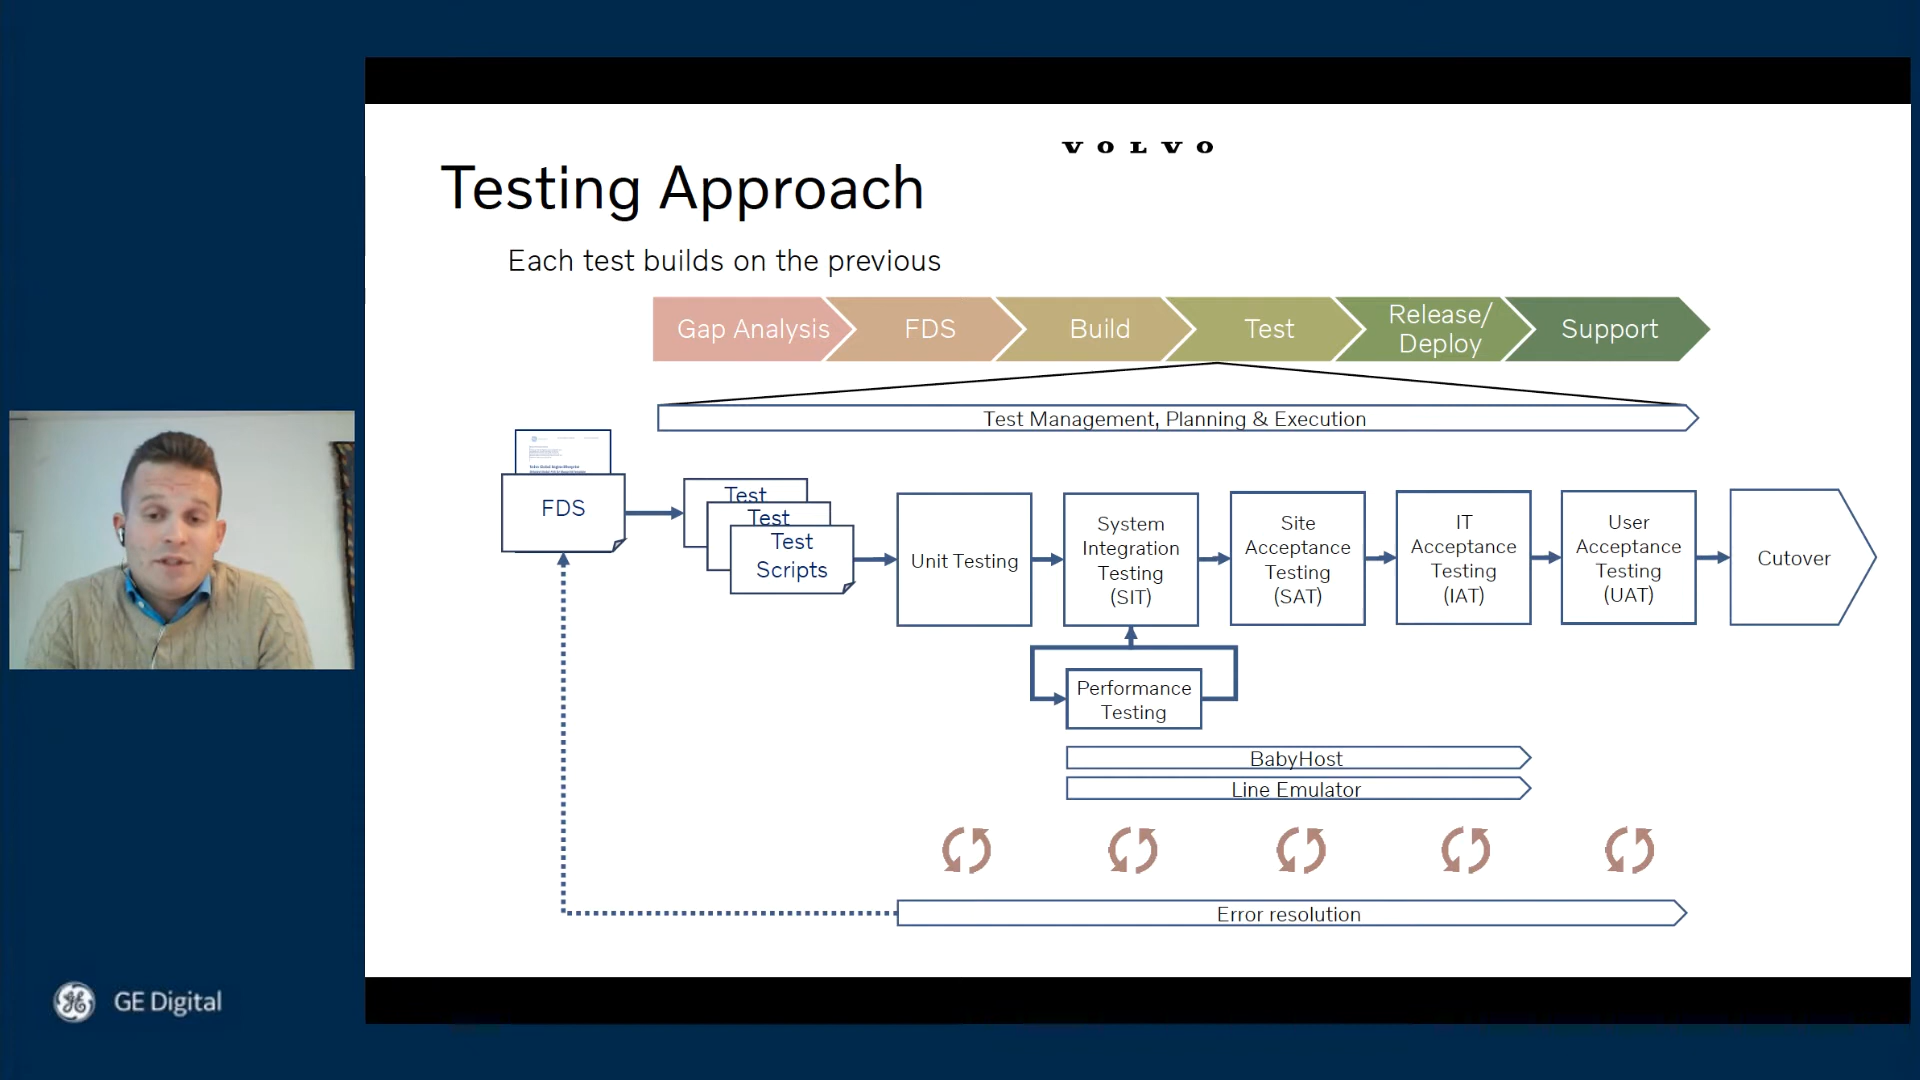 VOLVO
Testing Approach
Each test builds on the previous
Gap Analysis
FDS
Build
Test
Release/
Deploy
Support
Test Management, Planning & Execution
FDS
Test
Test
Test
Scripts
Unit Testing
System
Integration
Testing
(SIT)
Site
Acceptance
Testing
(SAT)
IT
Acceptance
Testing
(IAT)
User
Acceptance
Testing
(UAT)
Cutover
Performance
Testing
BabyHost
Line Emulator
Error resolution
GE Digital